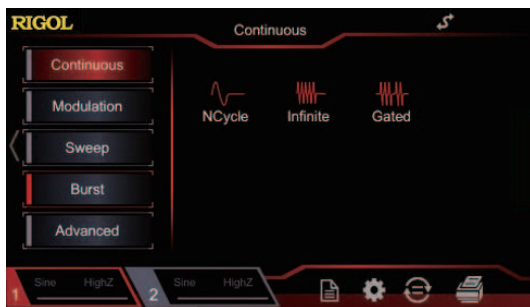 RIGOL
Continuous
Continuous
Modulation
Sweep
Burst
Advanced
NCycle Infinite Gated
1 Sine HighZ 2 Sine HighZ